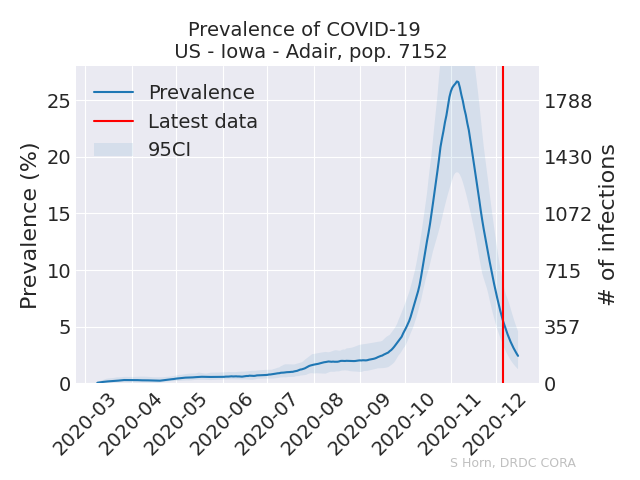 Prevalence of COVID-19
US - Iowa - Adair, pop. 7152
Prevalence
Latest data
95CI
Prevalence (%)
25
20
15
10
5
0
1788
1430
1072
715
357
0
# of infections
2020-03
2020-04
2020-05
2020-06
2020-07
2020-08
2020-09
2020-10
2020-11
2020-12
S Horn, DRDC CORA